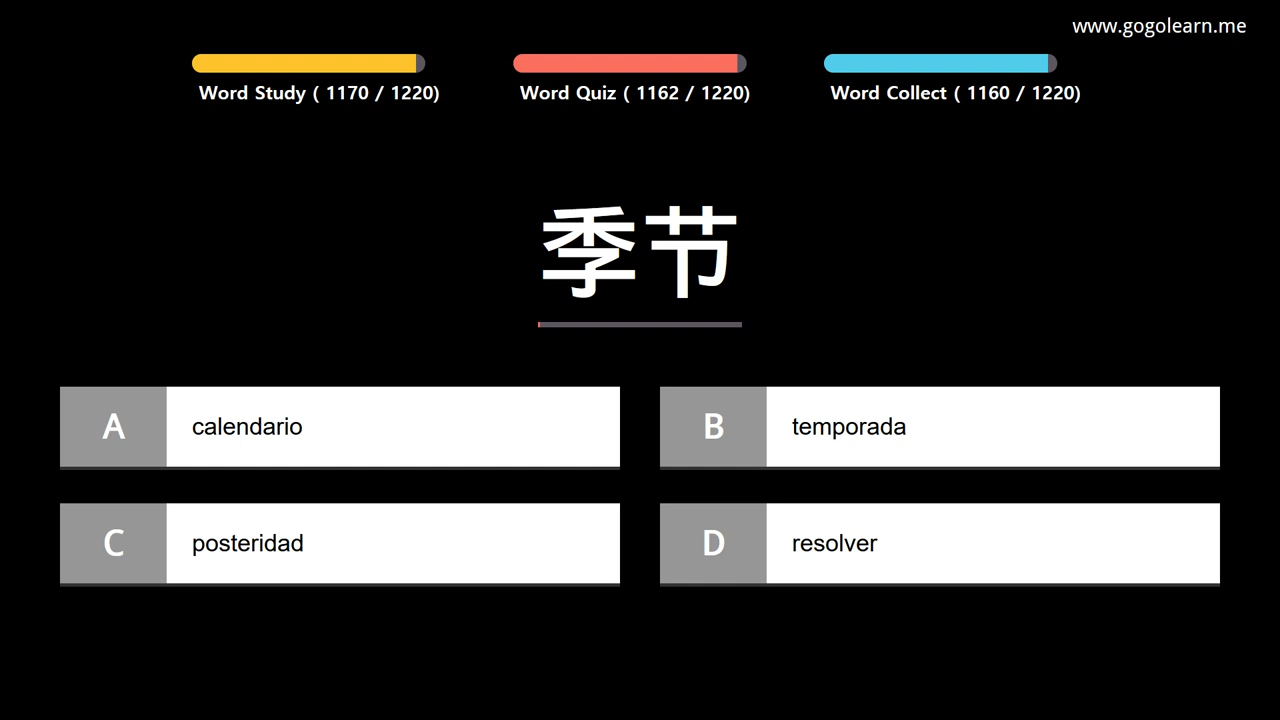 www.gogolearn.me
Word Study ( 1170 / 1220)
Word Quiz ( 1162 / 1220)
Word Collect ( 1160 / 1220)
季节
A calendario
B temporada
C posteridad
D resolver